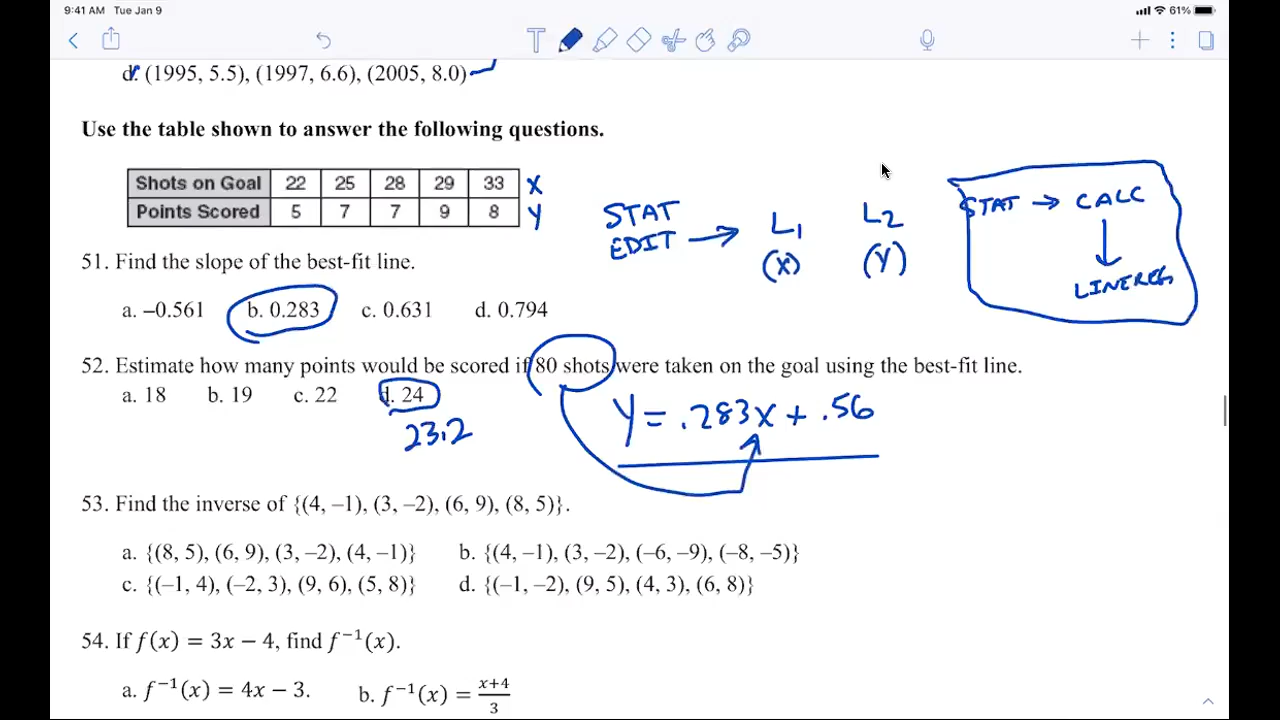 9:41 AM Tue Jan 9 61%
T
d. (1995, 5.5), (1997, 6.6), (2005, 8.0)
Use the table shown to answer the following questions.
Shots on Goal 22 25 28 29 33 X
Points Scored 5 7 7 9 8 Y
STAT
EDIT → L1 L2
(X) (Y)
STAT → CALC
LINEREG
51. Find the slope of the best-fit line.
a. –0.561 b. 0.283 c. 0.631 d. 0.794
52. Estimate how many points would be scored if 80 shots were taken on the goal using the best-fit line.
a. 18 b. 19 c. 22 d. 24
23.2
Y = .283x + .56
53. Find the inverse of {(4, –1), (3, –2), (6, 9), (8, 5)}.
a. {(8, 5), (6, 9), (3, –2), (4, –1)} b. {(4, –1), (3, –2), (–6, –9), (–8, –5)}
c. {(–1, 4), (–2, 3), (9, 6), (5, 8)} d. {(–1, –2), (9, 5), (4, 3), (6, 8)}
54. If f(x) = 3x − 4, find f⁻¹(x).
a. f⁻¹(x) = 4x − 3. b. f⁻¹(x) = (x+4)/3